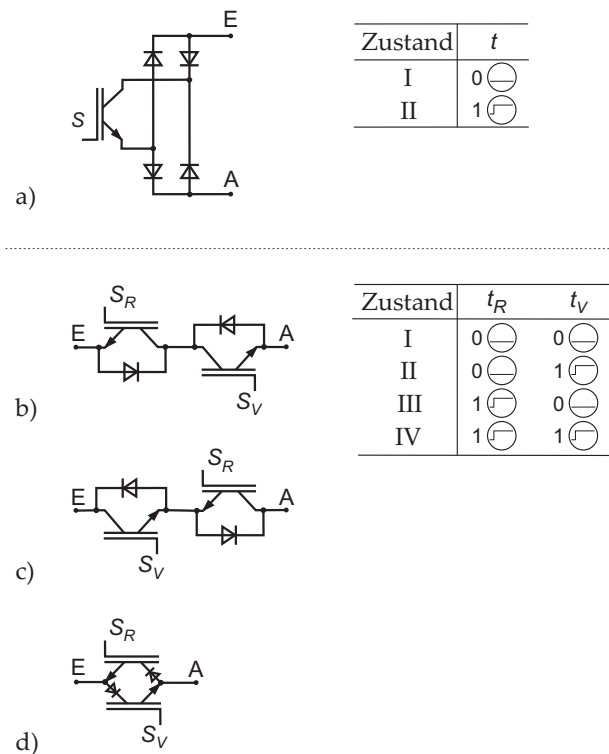 E
S
A
a)
Zustand t
I 0
II 1
S_R
E A
S_V
b)
Zustand t_R t_V
I 0 0
II 0 1
III 1 0
IV 1 1
S_R
E A
S_V
c)
S_R
E A
S_V
d)